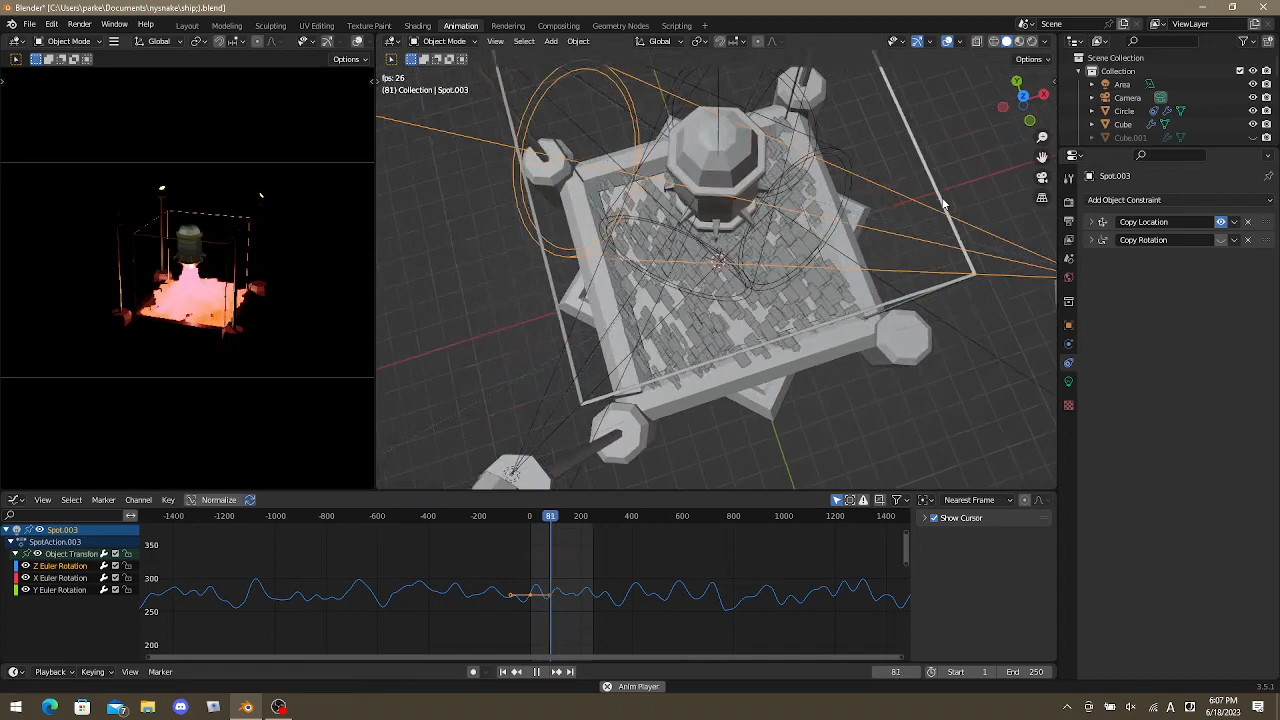 Blender* [C:\Users\parke\Documents\nysnake\ship;).blend]
File Edit Render Window Help Layout Modeling Sculpting UV Editing Texture Paint Shading Animation Rendering Compositing Geometry Nodes Scripting + Scene ViewLayer
Object Mode Global Object Mode View Select Add Object Global
Options Options
fps: 26
(81) Collection | Spot.003
X
Y
Z
Scene Collection
Collection
Area
Camera
Circle
Cube
Cube.001
Spot.003
Add Object Constraint
Copy Location
Copy Rotation
View Select Marker Channel Key Normalize Nearest Frame
-1400 -1200 -1000 -800 -600 -400 -200 0 81 200 400 600 800 1000 1200 1400
Show Cursor
Spot.003
SpotAction.003
Object Transform
Z Euler Rotation
X Euler Rotation
Y Euler Rotation
350
300
250
200
Playback Keying View Marker 81 Start 1 End 250
Anim Player 3.5.1
6:07 PM
6/18/2023